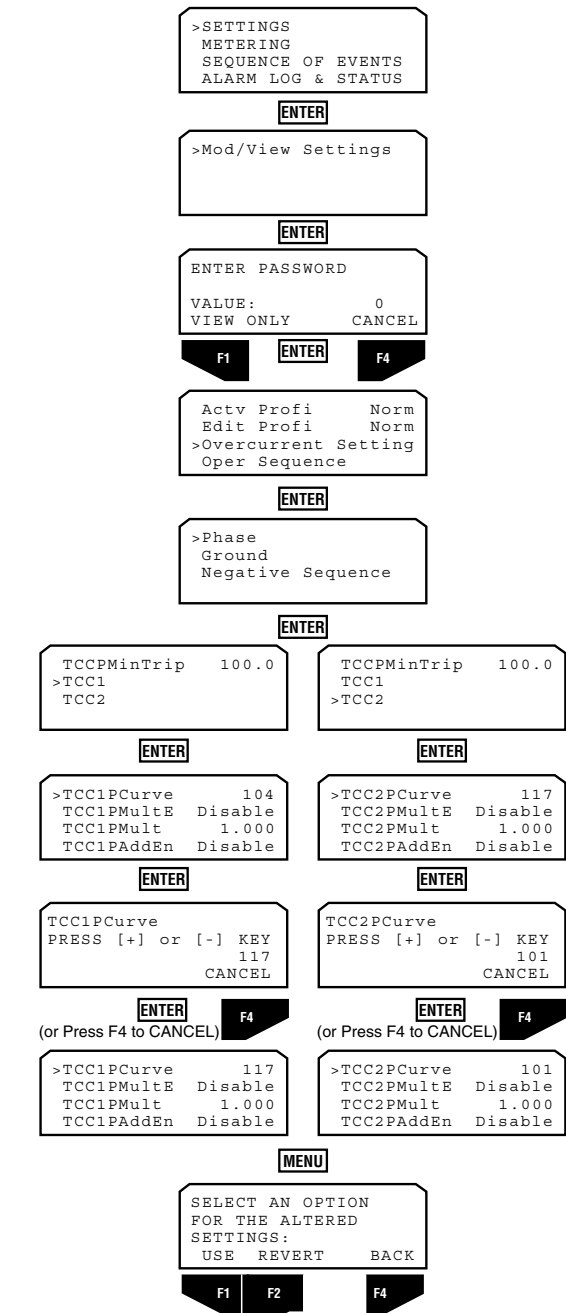 >SETTINGS
METERING
SEQUENCE OF EVENTS
ALARM LOG & STATUS
ENTER
>Mod/View Settings
ENTER
ENTER PASSWORD
VALUE: 0
VIEW ONLY CANCEL
F1 ENTER F4
Actv Profi Norm
Edit Profi Norm
>Overcurrent Setting
Oper Sequence
ENTER
>Phase
Ground
Negative Sequence
ENTER
TCCPMinTrip 100.0
>TCC1
TCC2
ENTER
>TCC1PCurve 104
TCC1PMultE Disable
TCC1PMult 1.000
TCC1PAddEn Disable
ENTER
TCC1PCurve
PRESS [+] or [-] KEY
117
CANCEL
ENTER F4
(or Press F4 to CANCEL)
>TCC1PCurve 117
TCC1PMultE Disable
TCC1PMult 1.000
TCC1PAddEn Disable
TCCPMinTrip 100.0
TCC1
>TCC2
ENTER
>TCC2PCurve 117
TCC2PMultE Disable
TCC2PMult 1.000
TCC2PAddEn Disable
ENTER
TCC2PCurve
PRESS [+] or [-] KEY
101
CANCEL
ENTER F4
(or Press F4 to CANCEL)
>TCC2PCurve 101
TCC2PMultE Disable
TCC2PMult 1.000
TCC2PAddEn Disable
MENU
SELECT AN OPTION
FOR THE ALTERED
SETTINGS:
USE REVERT BACK
F1 F2 F4